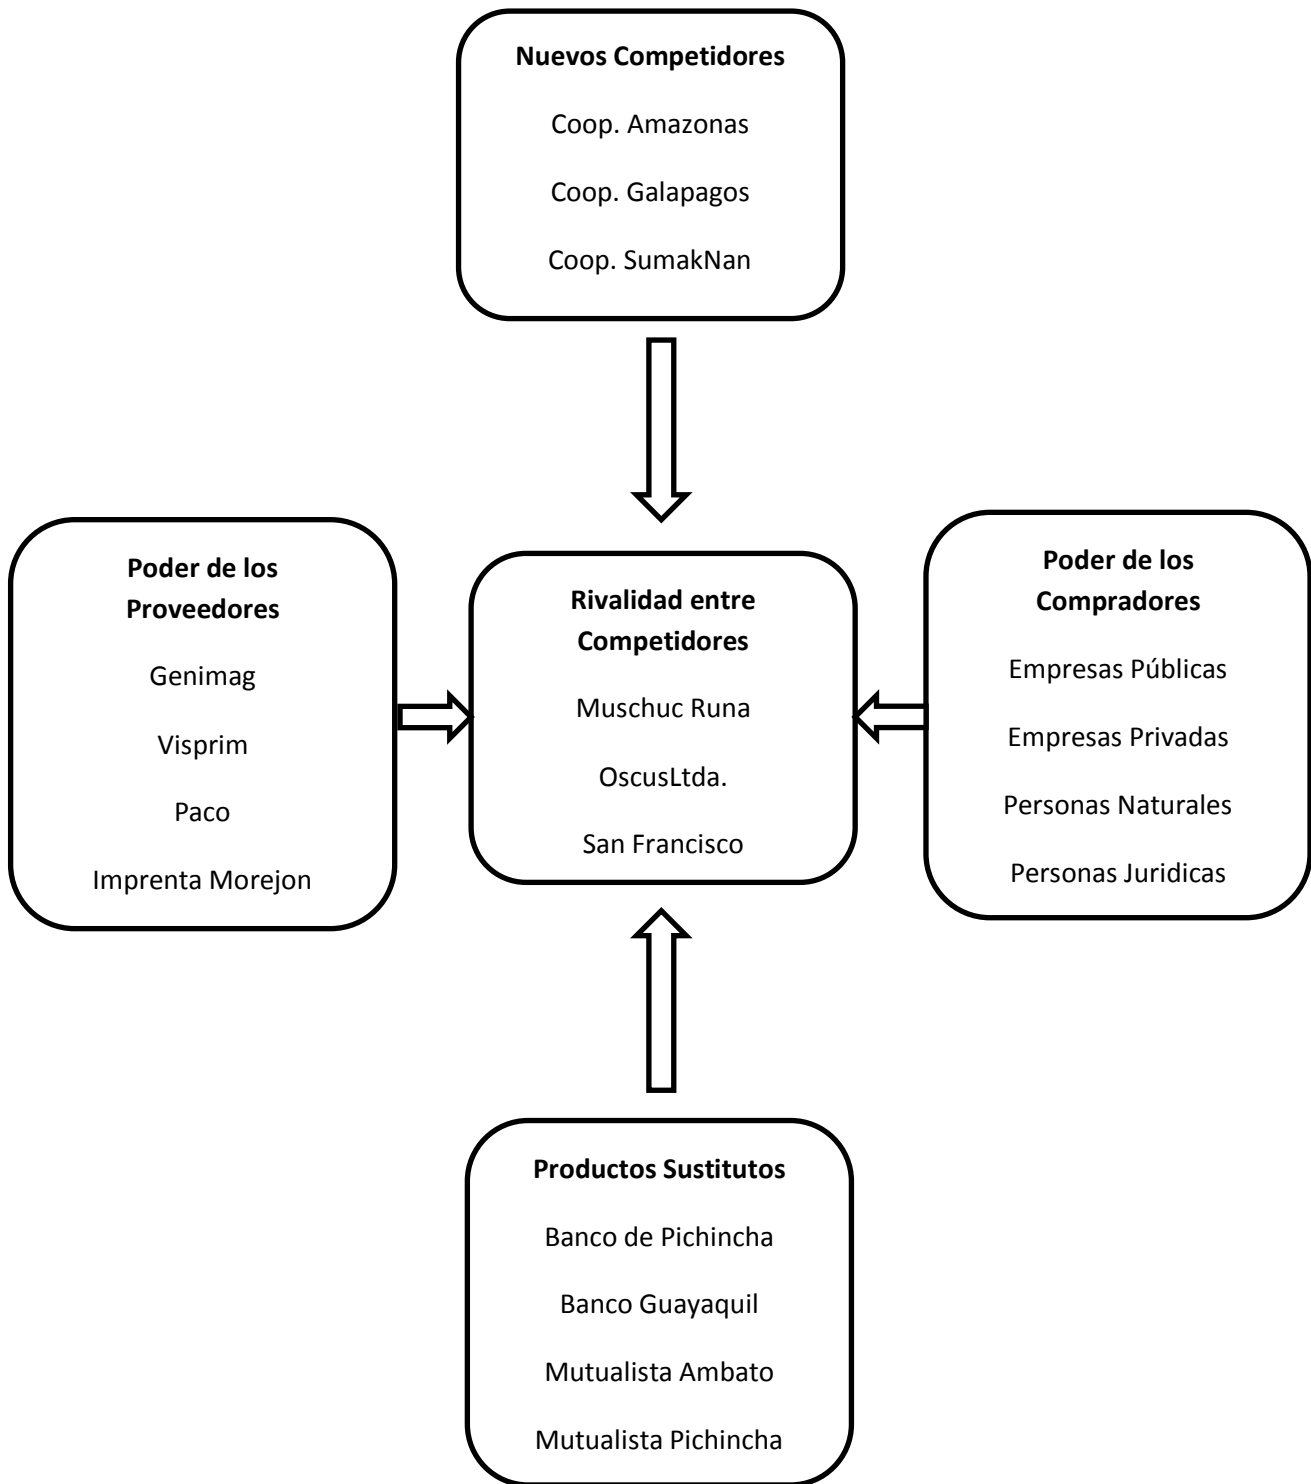 Nuevos Competidores
Coop. Amazonas
Coop. Galapagos
Coop. SumakNan
Poder de los
Proveedores
Genimag
Visprim
Paco
Imprenta Morejon
Rivalidad entre
Competidores
Muschuc Runa
OscusLtda.
San Francisco
Poder de los
Compradores
Empresas Públicas
Empresas Privadas
Personas Naturales
Personas Juridicas
Productos Sustitutos
Banco de Pichincha
Banco Guayaquil
Mutualista Ambato
Mutualista Pichincha